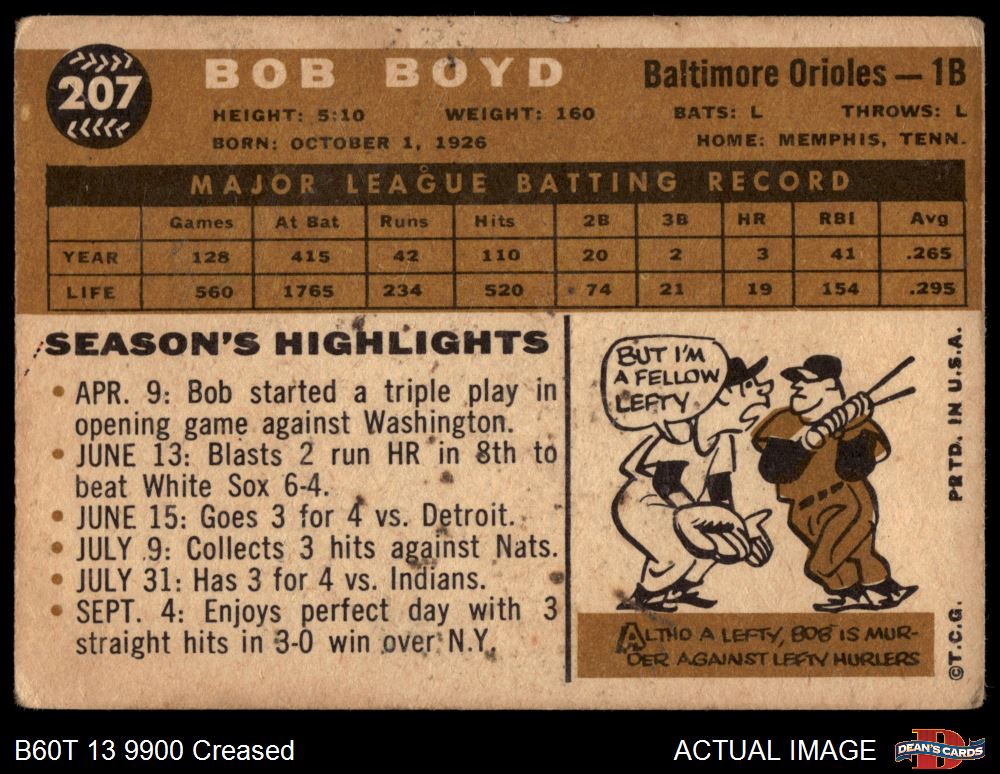 207
BOB BOYD
Baltimore Orioles — 1B
HEIGHT: 5:10 WEIGHT: 160 BATS: L THROWS: L
BORN: OCTOBER 1, 1926 HOME: MEMPHIS, TENN.
MAJOR LEAGUE BATTING RECORD
Games At Bat Runs Hits 2B 3B HR RBI Avg
YEAR 128 415 42 110 20 2 3 41 .265
LIFE 560 1765 234 520 74 21 19 154 .295
SEASON'S HIGHLIGHTS
• APR. 9: Bob started a triple play in
opening game against Washington.
• JUNE 13: Blasts 2 run HR in 8th to
beat White Sox 6-4.
• JUNE 15: Goes 3 for 4 vs. Detroit.
• JULY 9: Collects 3 hits against Nats.
• JULY 31: Has 3 for 4 vs. Indians.
• SEPT. 4: Enjoys perfect day with 3
straight hits in 3-0 win over N.Y.
BUT I'M
A FELLOW
LEFTY
ALTHO A LEFTY, BOB IS MUR-
DER AGAINST LEFTY HURLERS
©T.C.G. PRTD. IN U.S.A.
B60T 13 9900 Creased
ACTUAL IMAGE
D
DEAN'S CARDS